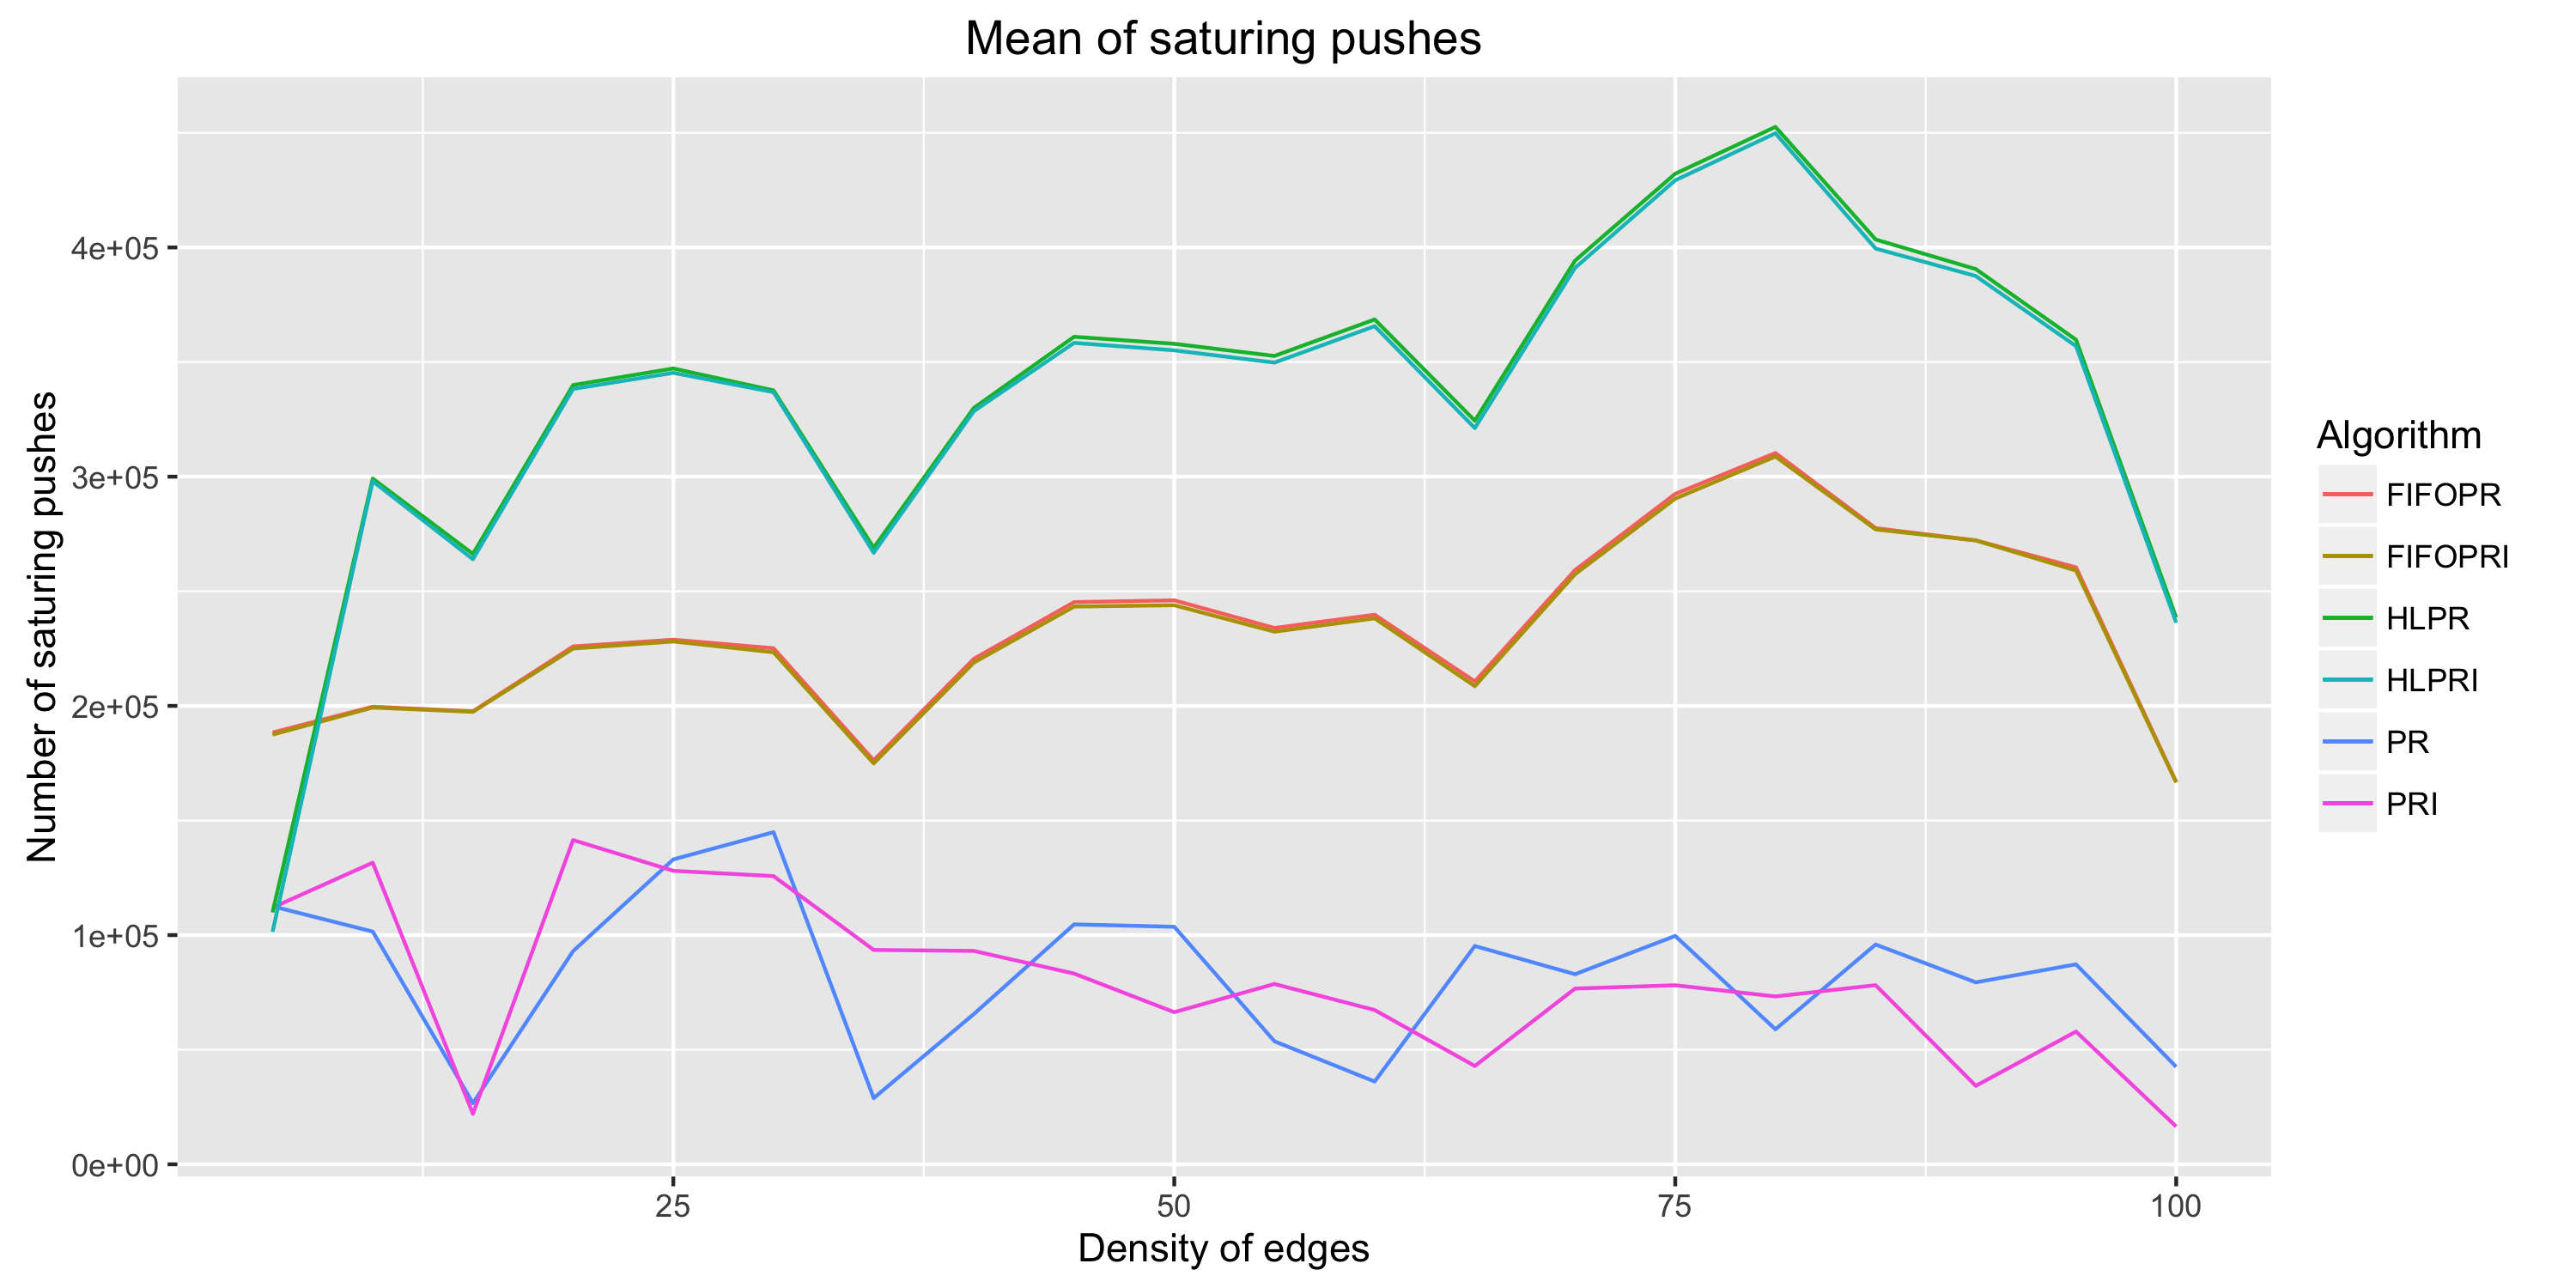 Mean of saturing pushes
Number of saturing pushes
4e+05
3e+05
2e+05
1e+05
0e+00
25
50
75
100
Density of edges
Algorithm
FIFOPR
FIFOPRI
HLPR
HLPRI
PR
PRI